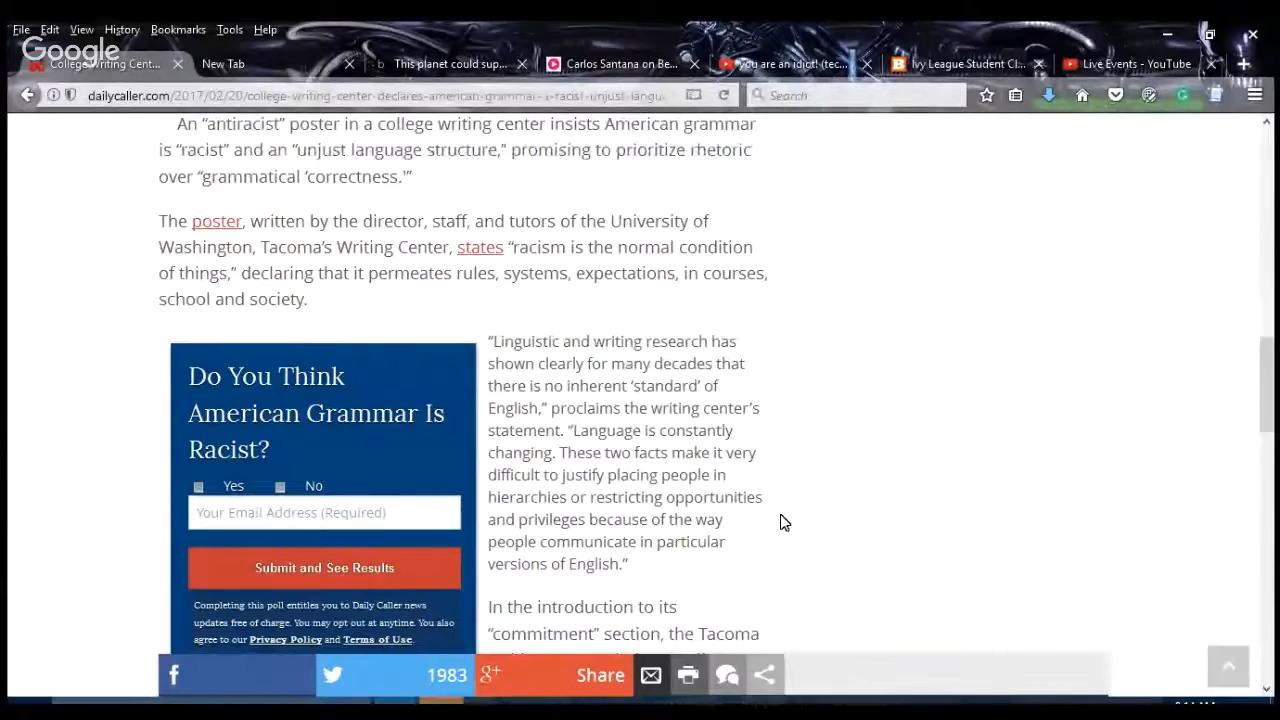 File Edit View History Bookmarks Tools Help
Google
College Writing Cent... New Tab This planet could sup... Carlos Santana on Be... you are an idiot! (tec... Ivy League Student Cl... Live Events - YouTube
dailycaller.com/2017/02/20/college-writing-center-declares-american-grammar-a-racist-unjust-langu Search
An “antiracist” poster in a college writing center insists American grammar
is “racist” and an “unjust language structure,” promising to prioritize rhetoric
over “grammatical ‘correctness.’”
The poster, written by the director, staff, and tutors of the University of
Washington, Tacoma’s Writing Center, states “racism is the normal condition
of things,” declaring that it permeates rules, systems, expectations, in courses,
school and society.
Do You Think
American Grammar Is
Racist?
Yes No
Your Email Address (Required)
Submit and See Results
Completing this poll entitles you to Daily Caller news
updates free of charge. You may opt out at anytime. You also
agree to our Privacy Policy and Terms of Use.
“Linguistic and writing research has
shown clearly for many decades that
there is no inherent ‘standard’ of
English,” proclaims the writing center’s
statement. “Language is constantly
changing. These two facts make it very
difficult to justify placing people in
hierarchies or restricting opportunities
and privileges because of the way
people communicate in particular
versions of English.”
In the introduction to its
“commitment” section, the Tacoma
1983 Share